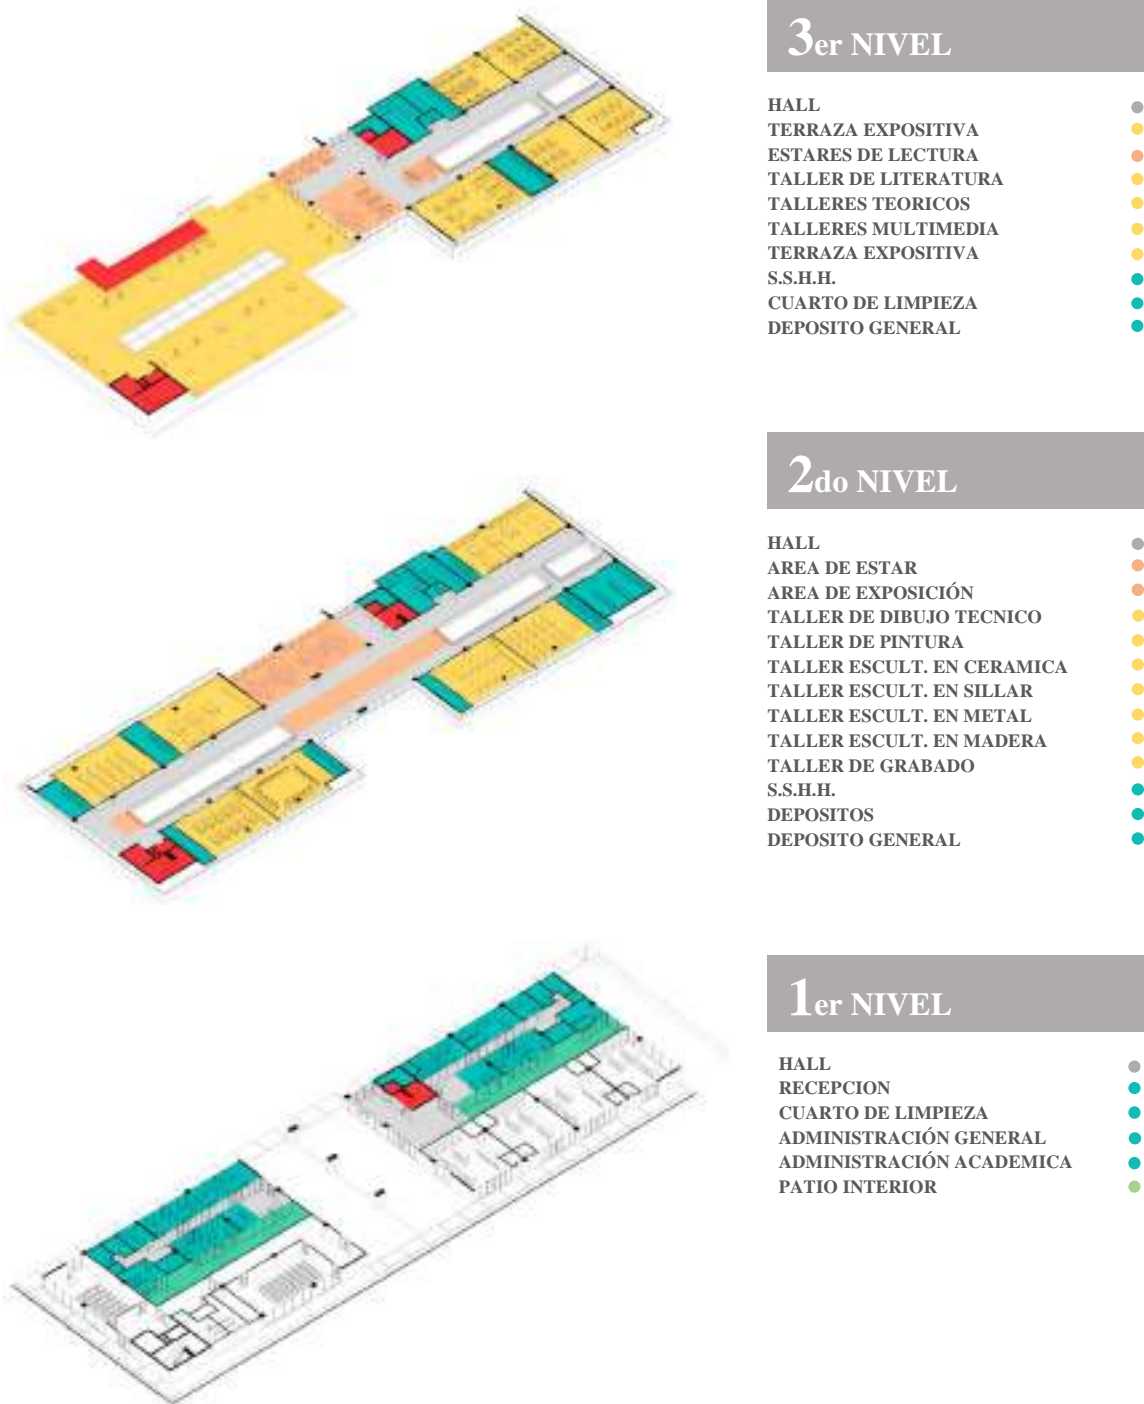 3er NIVEL
HALL
TERRAZA EXPOSITIVA
ESTARES DE LECTURA
TALLER DE LITERATURA
TALLERES TEORICOS
TALLERES MULTIMEDIA
TERRAZA EXPOSITIVA
S.S.H.H.
CUARTO DE LIMPIEZA
DEPOSITO GENERAL
2do NIVEL
HALL
AREA DE ESTAR
AREA DE EXPOSICIÓN
TALLER DE DIBUJO TECNICO
TALLER DE PINTURA
TALLER ESCULT. EN CERAMICA
TALLER ESCULT. EN SILLAR
TALLER ESCULT. EN METAL
TALLER ESCULT. EN MADERA
TALLER DE GRABADO
S.S.H.H.
DEPOSITOS
DEPOSITO GENERAL
1er NIVEL
HALL
RECEPCION
CUARTO DE LIMPIEZA
ADMINISTRACIÓN GENERAL
ADMINISTRACIÓN ACADEMICA
PATIO INTERIOR